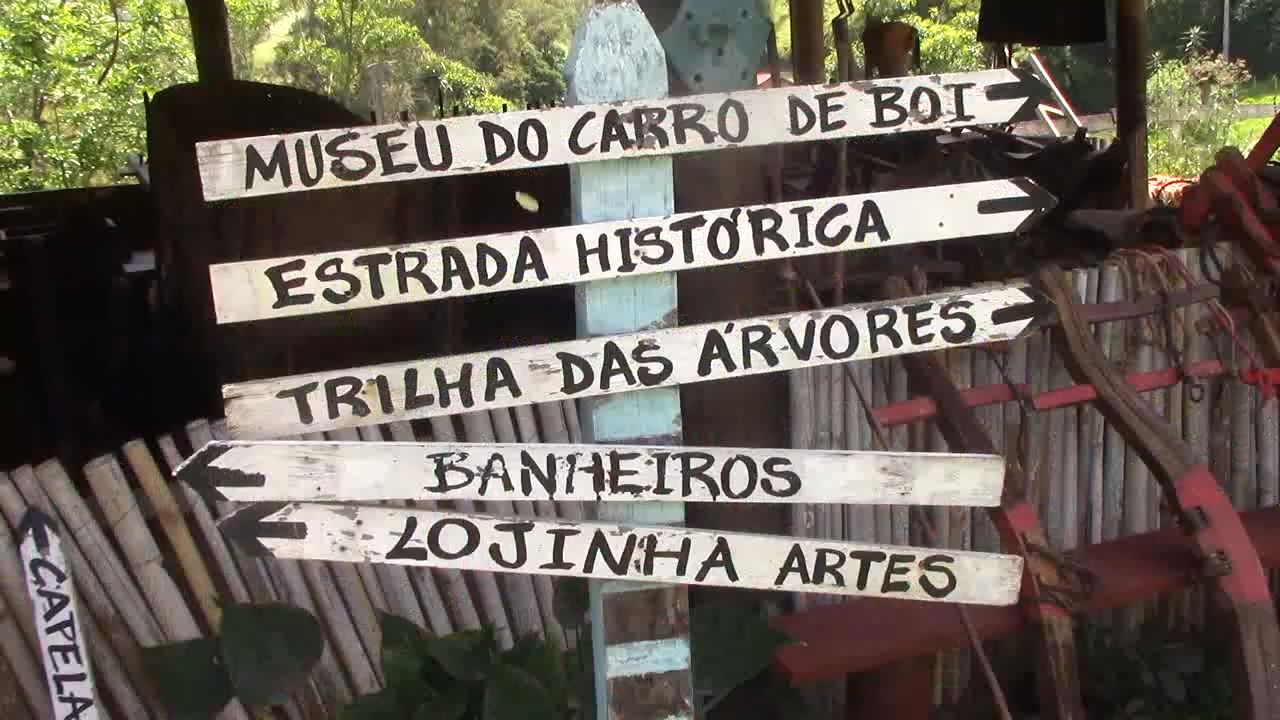 MUSEU DO CARRO DE BOI
ESTRADA HISTÓRICA
TRILHA DAS ÁRVORES
BANHEIROS
LOJINHA ARTES
CAPELA